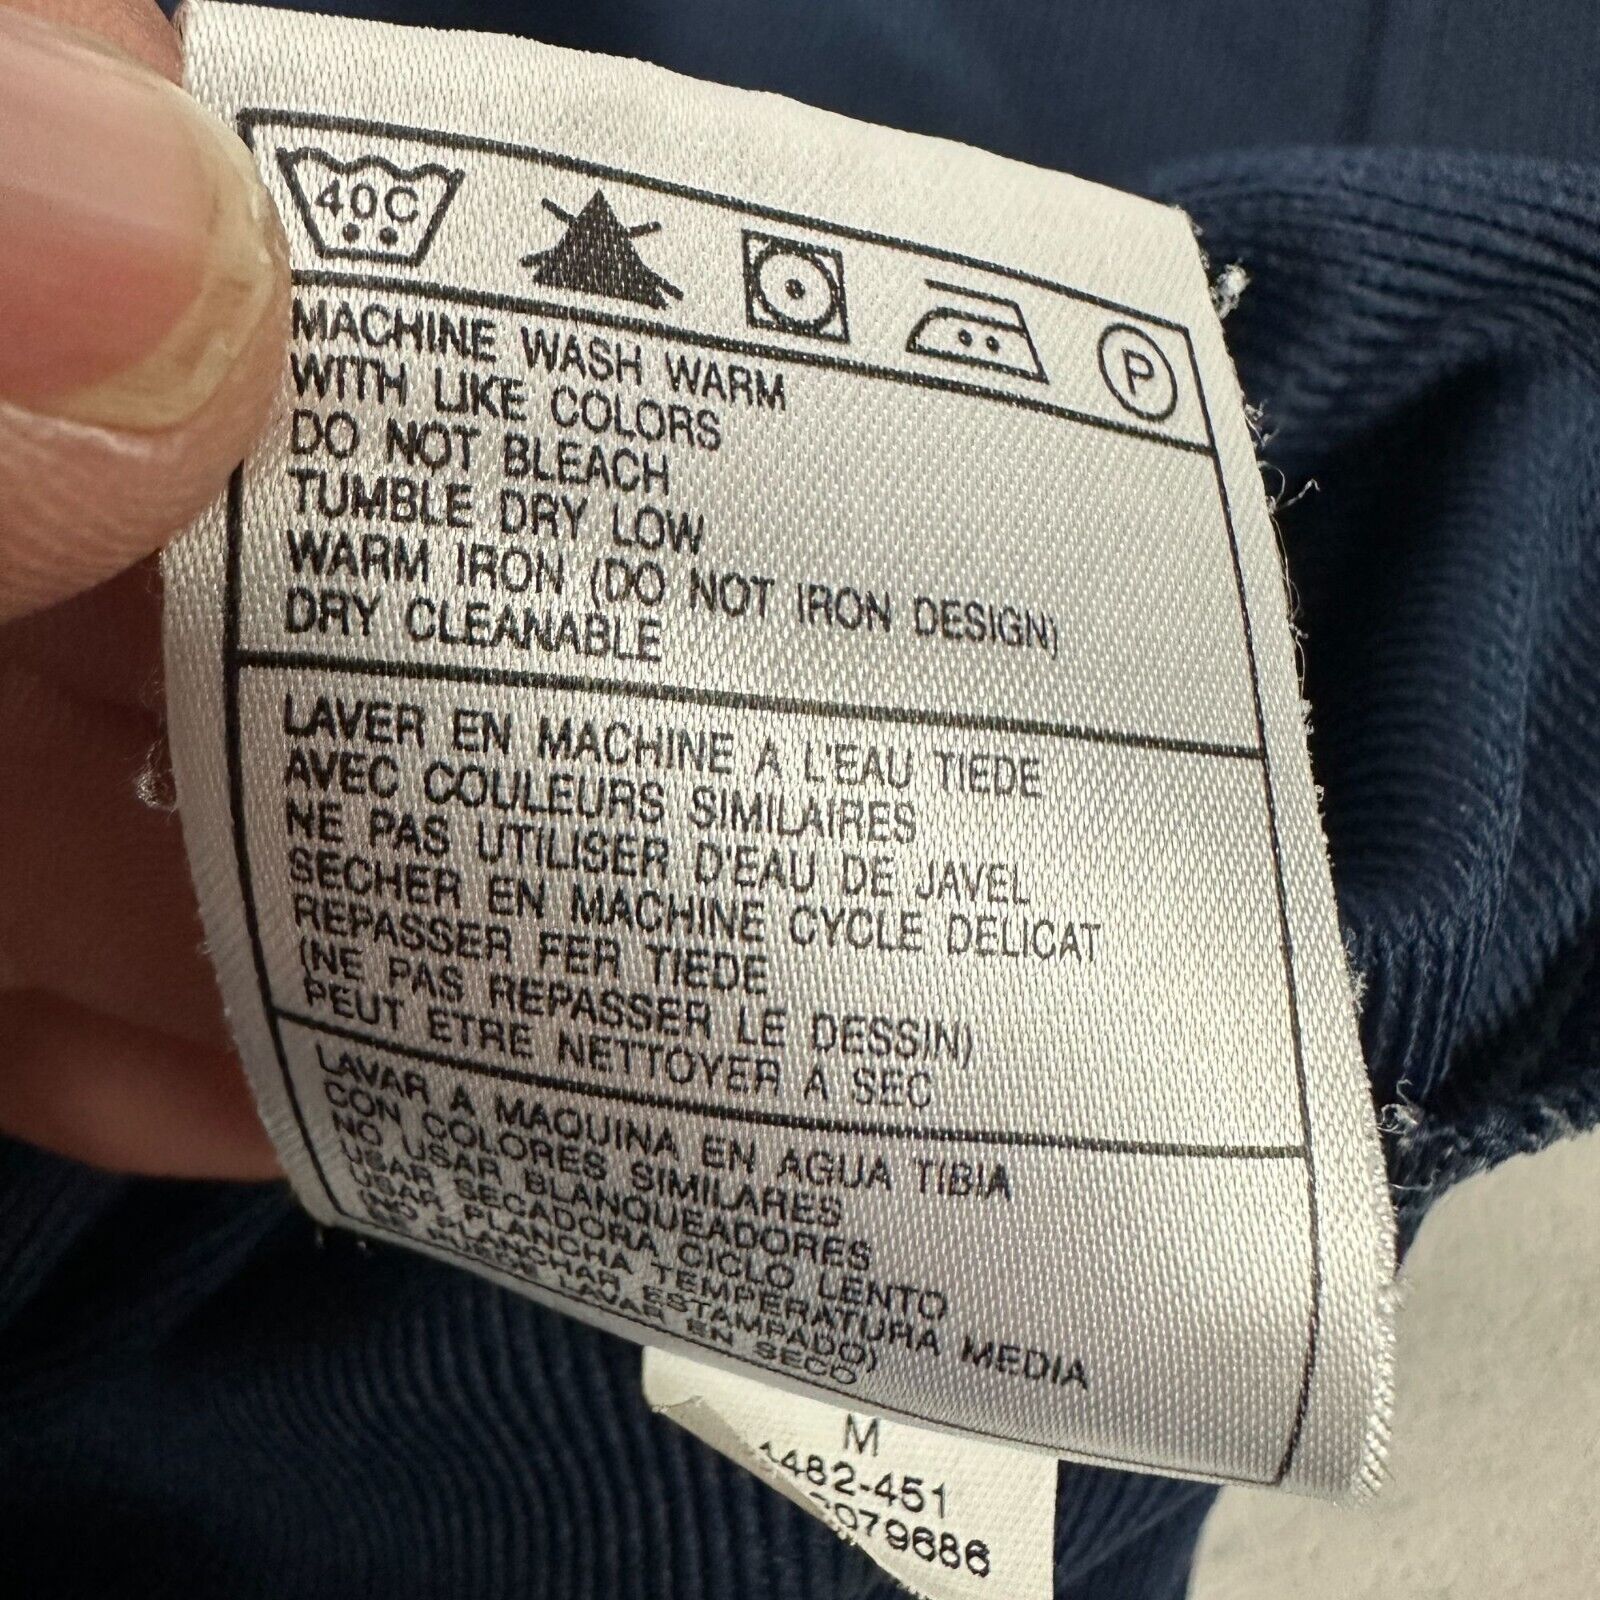 40C
P
MACHINE WASH WARM
WITH LIKE COLORS
DO NOT BLEACH
TUMBLE DRY LOW
WARM IRON (DO NOT IRON DESIGN)
DRY CLEANABLE
LAVER EN MACHINE A L'EAU TIEDE
AVEC COULEURS SIMILAIRES
NE PAS UTILISER D'EAU DE JAVEL
SECHER EN MACHINE CYCLE DELICAT
REPASSER FER TIEDE
(NE PAS REPASSER LE DESSIN)
PEUT ETRE NETTOYER A SEC
LAVAR A MAQUINA EN AGUA TIBIA
CON COLORES SIMILARES
NO USAR BLANQUEADORES
USAR SECADORA CICLO LENTO
USAR PLANCHA TEMPERATURA MEDIA
(NO PLANCHAR ESTAMPADO)
SE PUEDE LAVAR EN SECO
M
482-451
079686